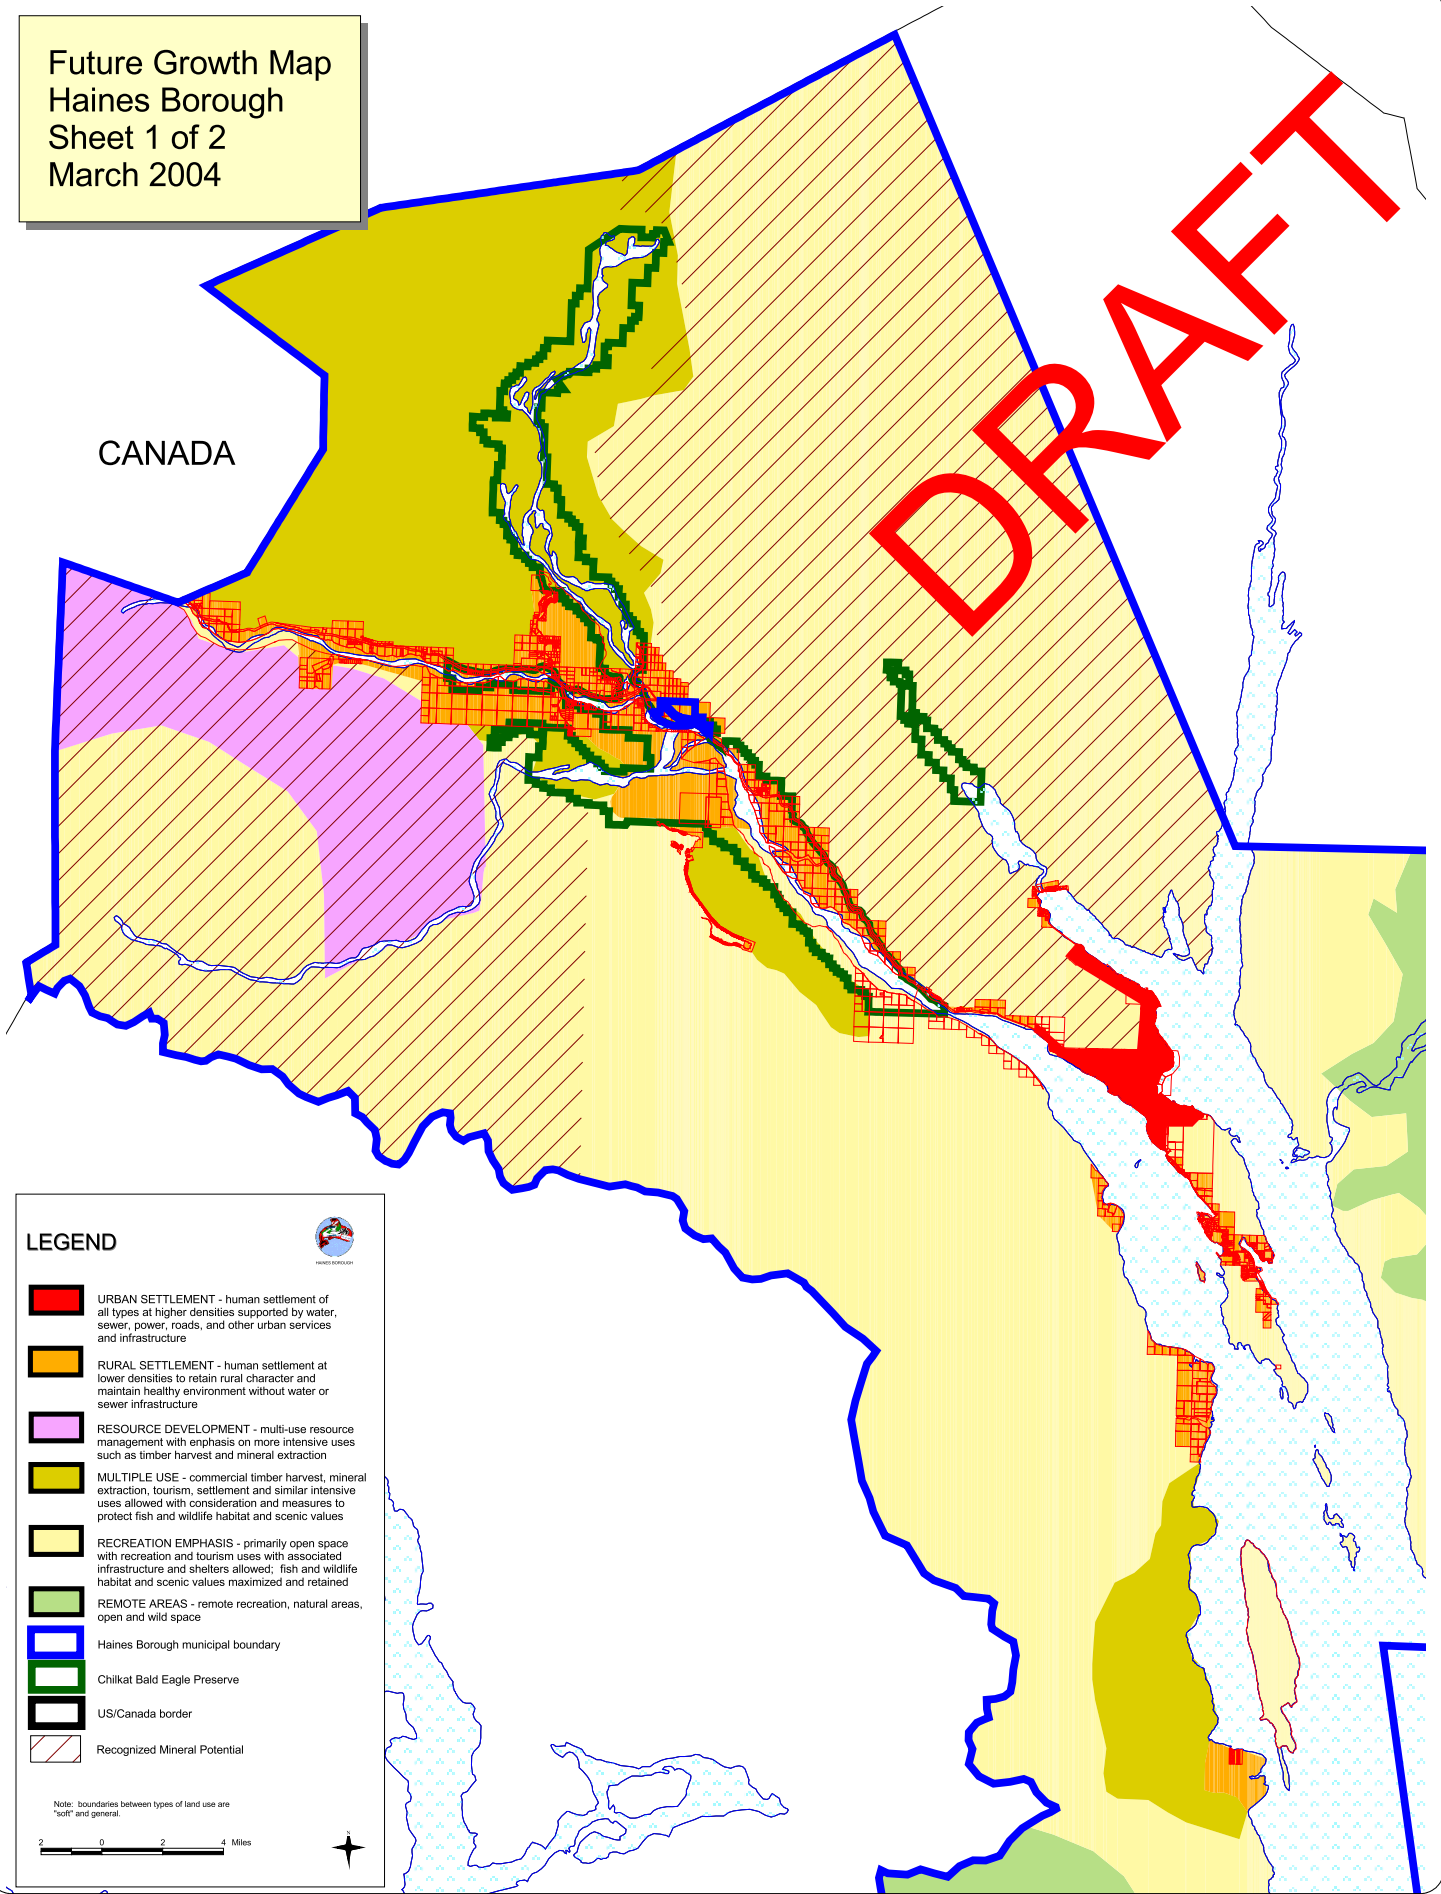 Future Growth Map
Haines Borough
Sheet 1 of 2
March 2004
DRAFT
CANADA
LEGEND
HAINES BOROUGH
URBAN SETTLEMENT - human settlement of
all types at higher densities supported by water,
sewer, power, roads, and other urban services
and infrastructure
RURAL SETTLEMENT - human settlement at
lower densities to retain rural character and
maintain healthy environment without water or
sewer infrastructure
RESOURCE DEVELOPMENT - multi-use resource
management with enphasis on more intensive uses
such as timber harvest and mineral extraction
MULTIPLE USE - commercial timber harvest, mineral
extraction, tourism, settlement and similar intensive
uses allowed with consideration and measures to
protect fish and wildlife habitat and scenic values
RECREATION EMPHASIS - primarily open space
with recreation and tourism uses with associated
infrastructure and shelters allowed; fish and wildlife
habitat and scenic values maximized and retained
REMOTE AREAS - remote recreation, natural areas,
open and wild space
Haines Borough municipal boundary
Chilkat Bald Eagle Preserve
US/Canada border
Recognized Mineral Potential
Note: boundaries between types of land use are
"soft" and general.
2 0 2 4 Miles
N